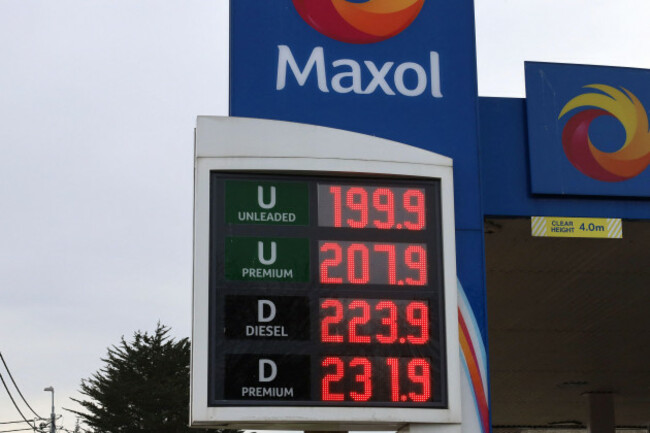 Maxol
U
UNLEADED
199.9
U
PREMIUM
207.9
D
DIESEL
223.9
D
PREMIUM
231.9
CLEAR
HEIGHT 4.0m